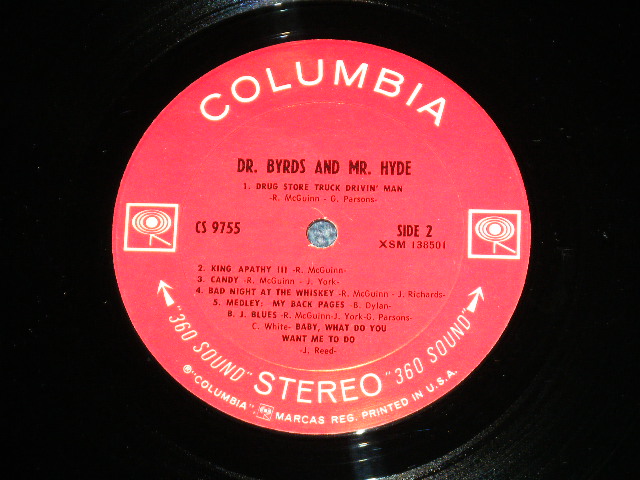 COLUMBIA
DR. BYRDS AND MR. HYDE
1. DRUG STORE TRUCK DRIVIN' MAN
-R. McGuinn - G. Parsons-
CS 9755
SIDE 2
XSM 138501
2. KING APATHY III -R. McGuinn-
3. CANDY -R. McGuinn - J. York-
4. BAD NIGHT AT THE WHISKEY -R. McGuinn - J. Richards-
5. MEDLEY: MY BACK PAGES -B. Dylan-
B. J. BLUES -R. McGuinn-J. York-G. Parsons-
C. White- BABY, WHAT DO YOU
WANT ME TO DO
-J. Reed-
"360 SOUND" STEREO "360 SOUND"
℗"COLUMBIA", MARCAS REG. PRINTED IN U.S.A.